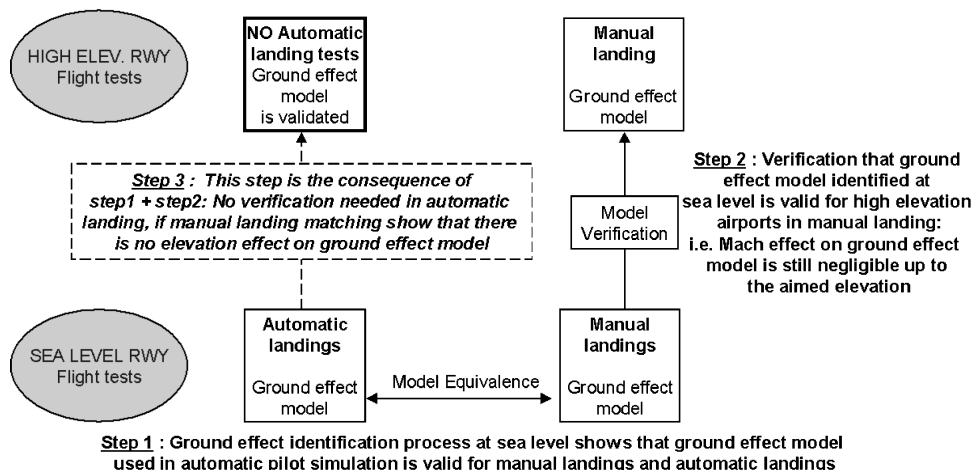 HIGH ELEV. RWY
Flight tests
NO Automatic
landing tests
Ground effect
model
is validated
Manual
landing
Ground effect
model
Step 3 : This step is the consequence of
step1 + step2: No verification needed in automatic
landing, if manual landing matching show that there
is no elevation effect on ground effect model
Model
Verification
Step 2 : Verification that ground
effect model identified at
sea level is valid for high elevation
airports in manual landing:
i.e. Mach effect on ground effect
model is still negligible up to
the aimed elevation
SEA LEVEL RWY
Flight tests
Automatic
landings
Ground effect
model
Model Equivalence
Manual
landings
Ground effect
model
Step 1 : Ground effect identification process at sea level shows that ground effect model
used in automatic pilot simulation is valid for manual landings and automatic landings